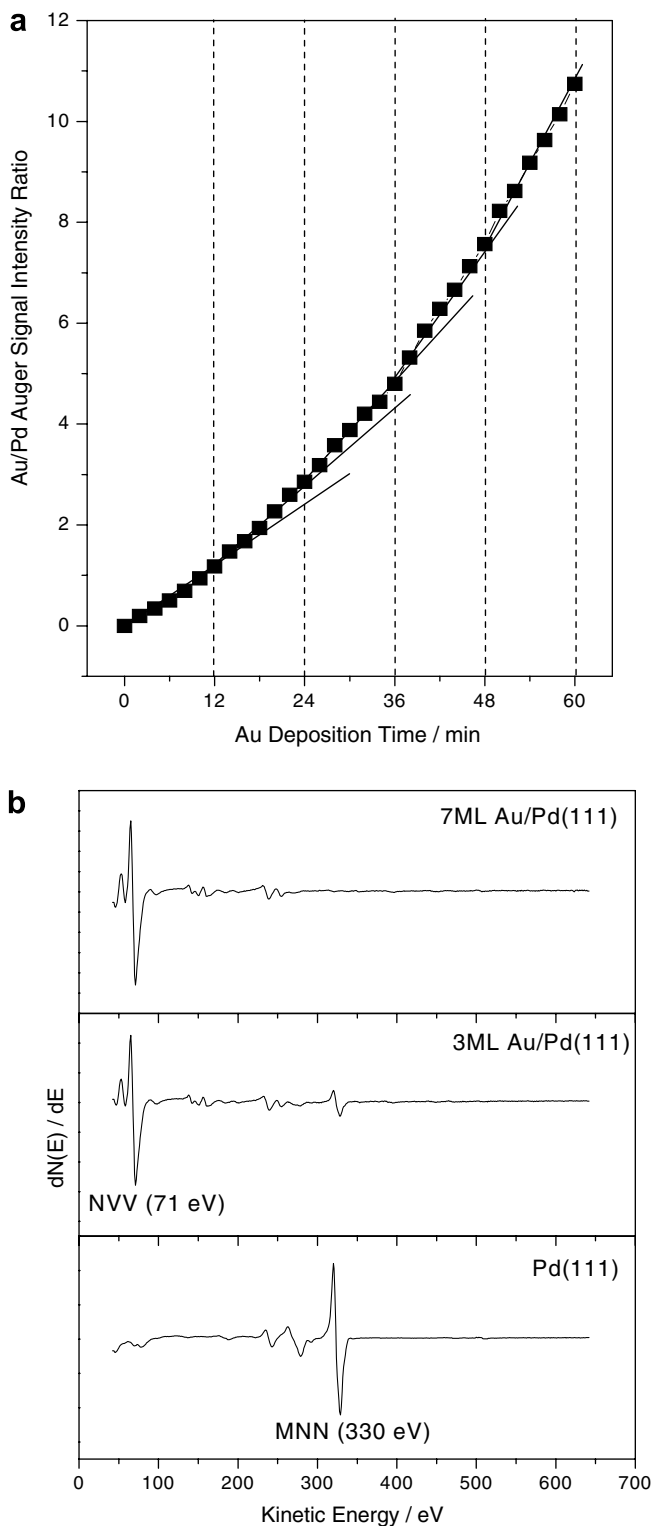 a
12
10
8
6
4
2
0
Au/Pd Auger Signal Intensity Ratio
0 12 24 36 48 60
Au Deposition Time / min
b
7ML Au/Pd(111)
3ML Au/Pd(111)
NVV (71 eV)
dN(E) / dE
Pd(111)
MNN (330 eV)
0 100 200 300 400 500 600 700
Kinetic Energy / eV